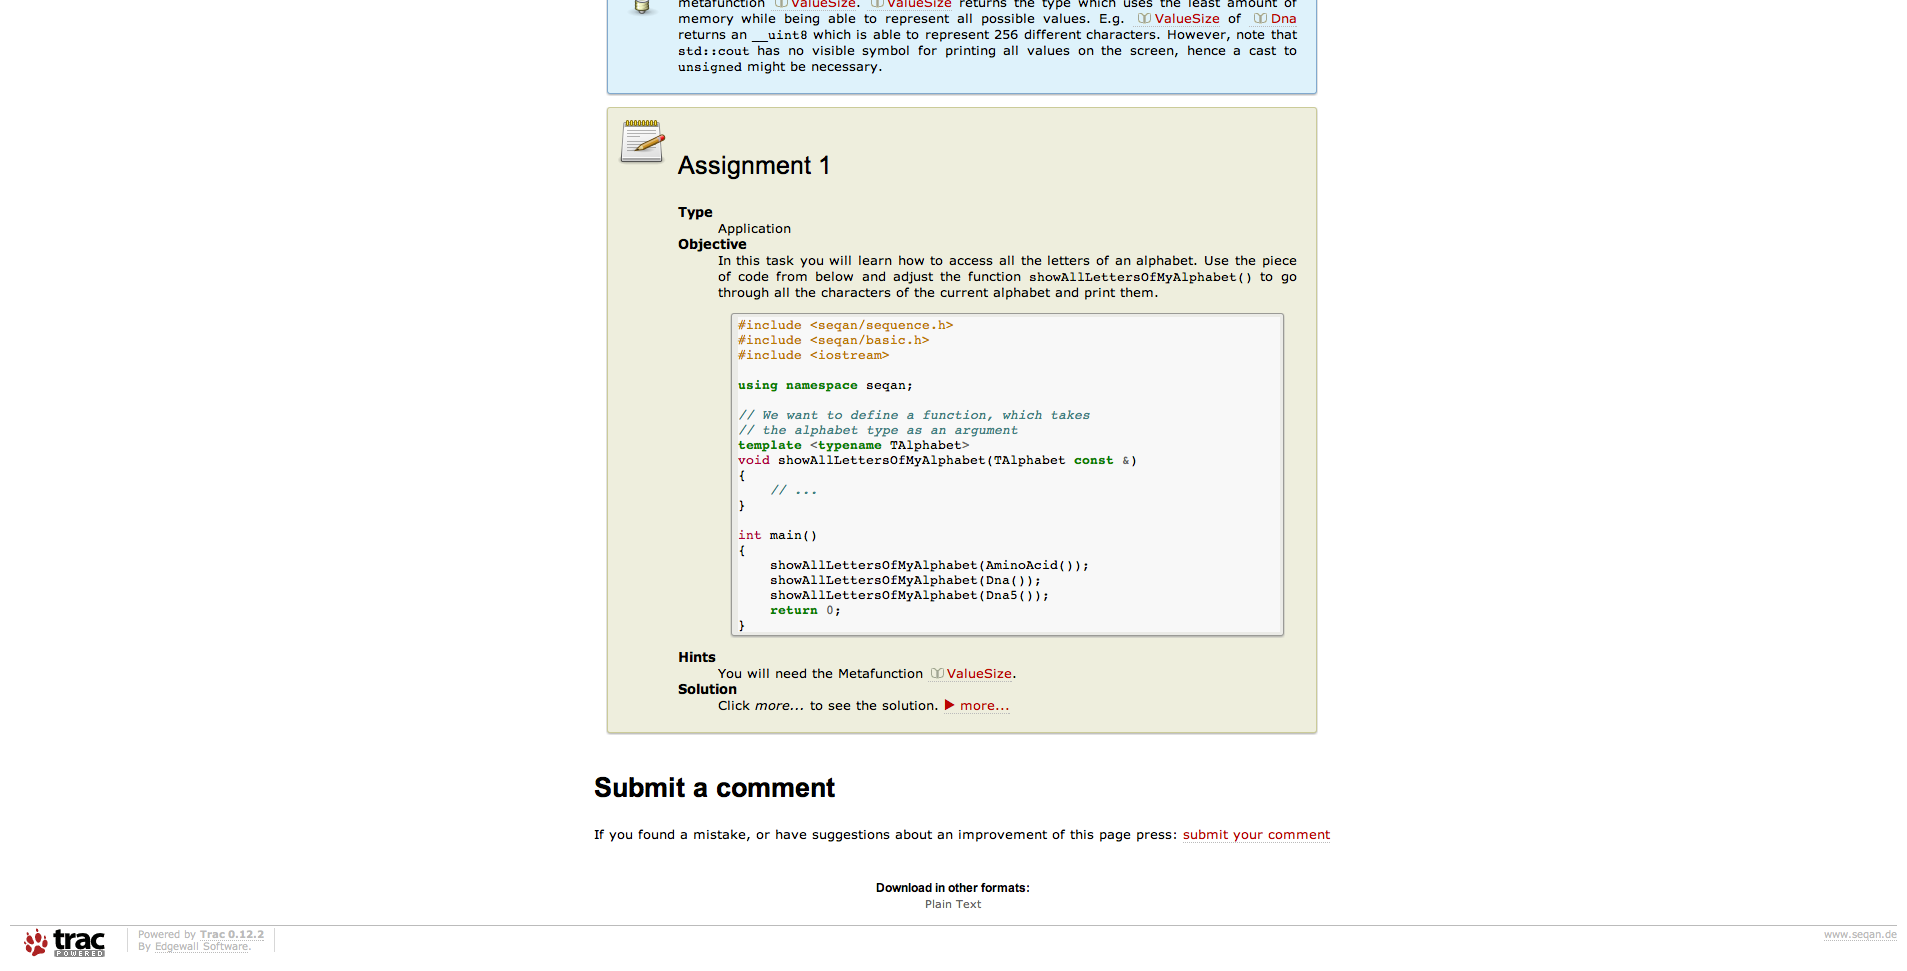 metafunction ValueSize. ValueSize returns the type which uses the least amount of
memory while being able to represent all possible values. E.g. ValueSize of Dna
returns an __uint8 which is able to represent 256 different characters. However, note that
std::cout has no visible symbol for printing all values on the screen, hence a cast to
unsigned might be necessary.
Assignment 1
Type
Application
Objective
In this task you will learn how to access all the letters of an alphabet. Use the piece
of code from below and adjust the function showAllLettersOfMyAlphabet() to go
through all the characters of the current alphabet and print them.
#include <seqan/sequence.h>
#include <seqan/basic.h>
#include <iostream>
using namespace seqan;
// We want to define a function, which takes
// the alphabet type as an argument
template <typename TAlphabet>
void showAllLettersOfMyAlphabet(TAlphabet const &)
{
// ...
}
int main()
{
showAllLettersOfMyAlphabet(AminoAcid());
showAllLettersOfMyAlphabet(Dna());
showAllLettersOfMyAlphabet(Dna5());
return 0;
}
Hints
You will need the Metafunction ValueSize.
Solution
Click more... to see the solution. more...
Submit a comment
If you found a mistake, or have suggestions about an improvement of this page press: submit your comment
Download in other formats:
Plain Text
trac
POWERED
Powered by Trac 0.12.2
By Edgewall Software.
www.seqan.de